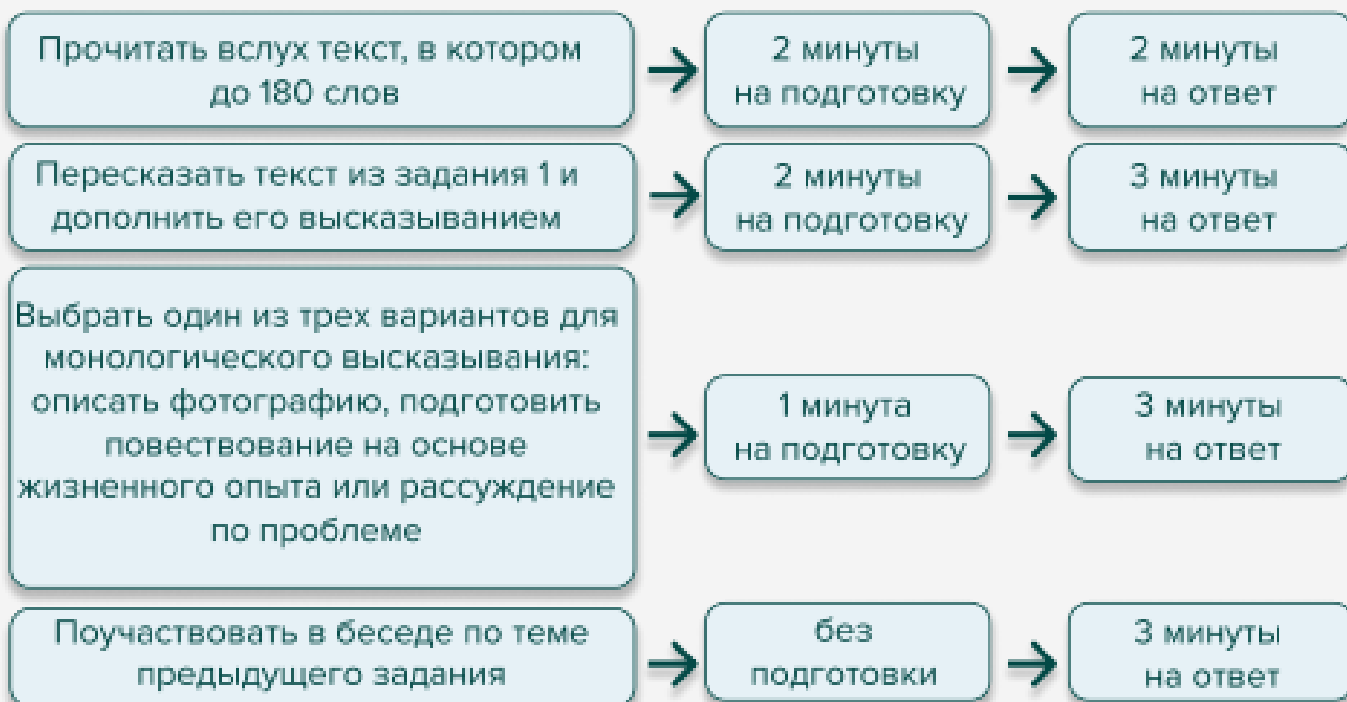 Прочитать вслух текст, в котором
до 180 слов
2 минуты
на подготовку
2 минуты
на ответ
Пересказать текст из задания 1 и
дополнить его высказыванием
2 минуты
на подготовку
3 минуты
на ответ
Выбрать один из трех вариантов для
монологического высказывания:
описать фотографию, подготовить
повествование на основе
жизненного опыта или рассуждение
по проблеме
1 минута
на подготовку
3 минуты
на ответ
Поучаствовать в беседе по теме
предыдущего задания
без
подготовки
3 минуты
на ответ